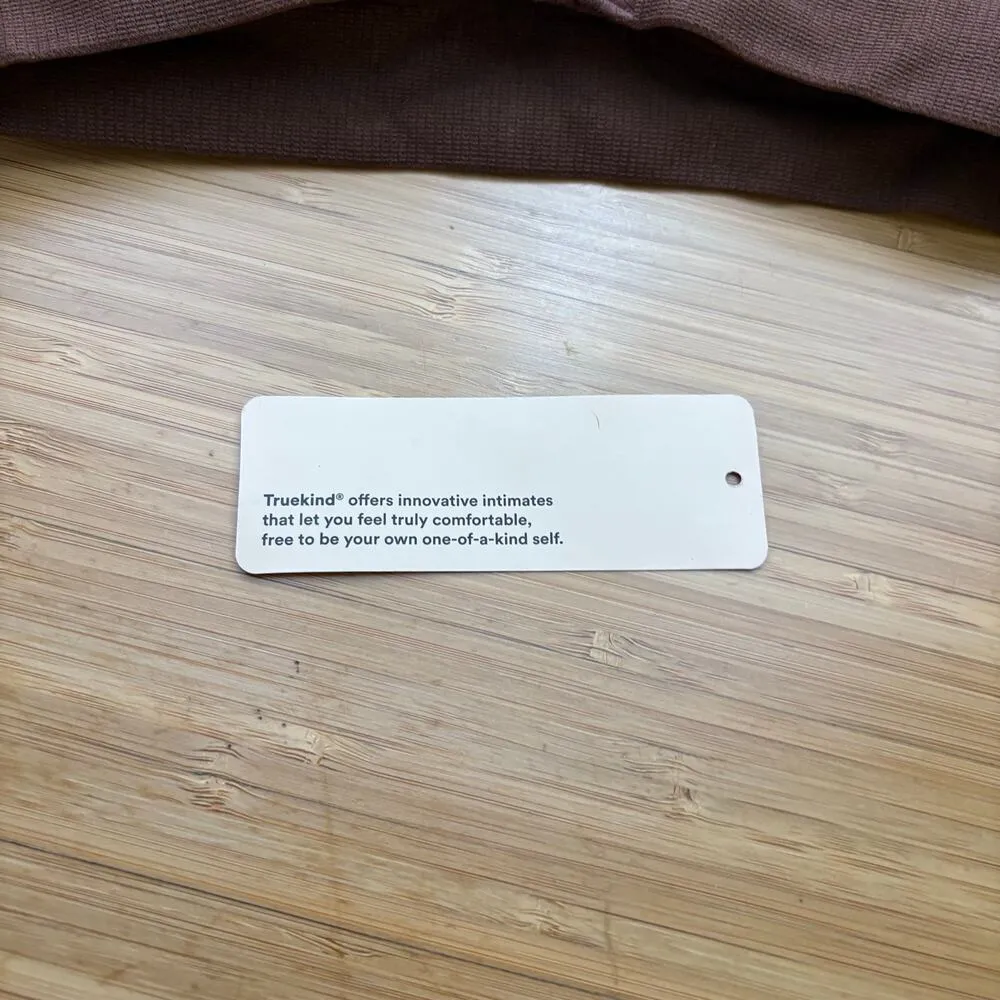 Truekind® offers innovative intimates
that let you feel truly comfortable,
free to be your own one-of-a-kind self.